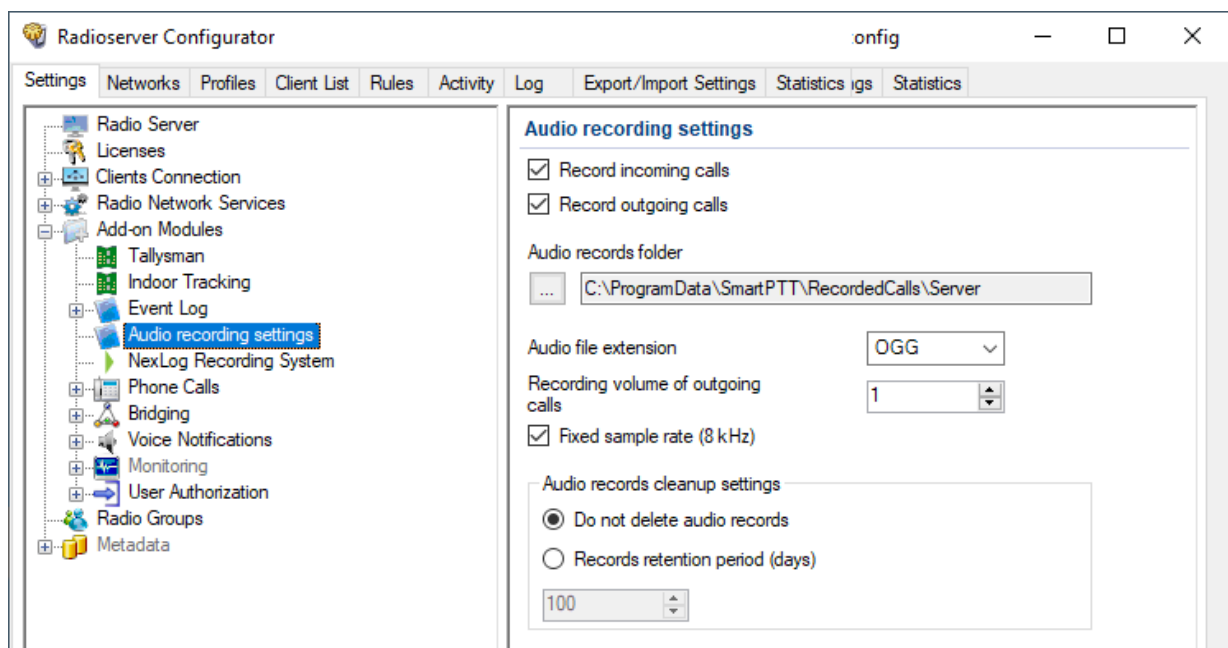 Radioserver Configurator :onfig
Settings Networks Profiles Client List Rules Activity Log Export/Import Settings Statistics ıgs Statistics
Radio Server
Licenses
Clients Connection
Radio Network Services
Add-on Modules
Tallysman
Indoor Tracking
Event Log
Audio recording settings
NexLog Recording System
Phone Calls
Bridging
Voice Notifications
Monitoring
User Authorization
Radio Groups
Metadata
Audio recording settings
Record incoming calls
Record outgoing calls
Audio records folder
... C:\ProgramData\SmartPTT\RecordedCalls\Server
Audio file extension OGG
Recording volume of outgoing
calls 1
Fixed sample rate (8 kHz)
Audio records cleanup settings
Do not delete audio records
Records retention period (days)
100